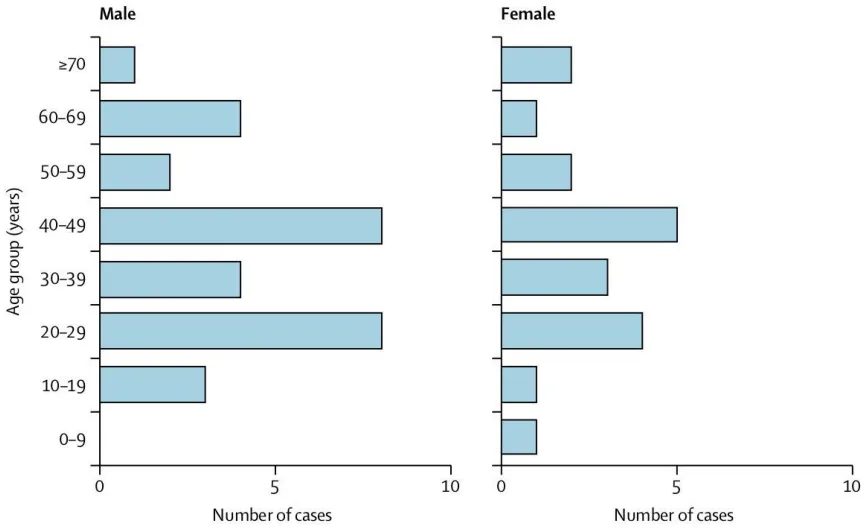 Male
Female
Age group (years)
≥70
60–69
50–59
40–49
30–39
20–29
10–19
0–9
0 5 10
0 5 10
Number of cases
Number of cases